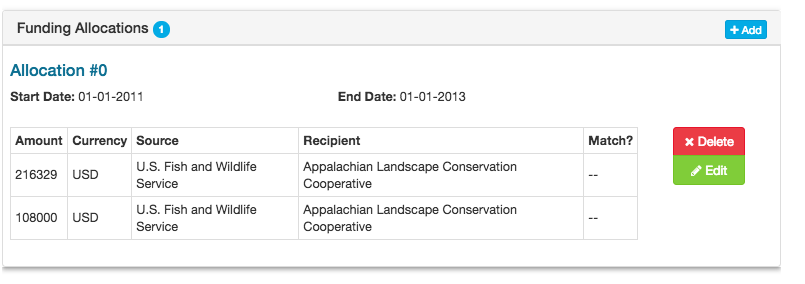 Funding Allocations 1
+ Add
Allocation #0
Start Date: 01-01-2011 End Date: 01-01-2013
Amount Currency Source Recipient Match?
216329 USD U.S. Fish and Wildlife Service Appalachian Landscape Conservation Cooperative --
108000 USD U.S. Fish and Wildlife Service Appalachian Landscape Conservation Cooperative --
Delete
Edit